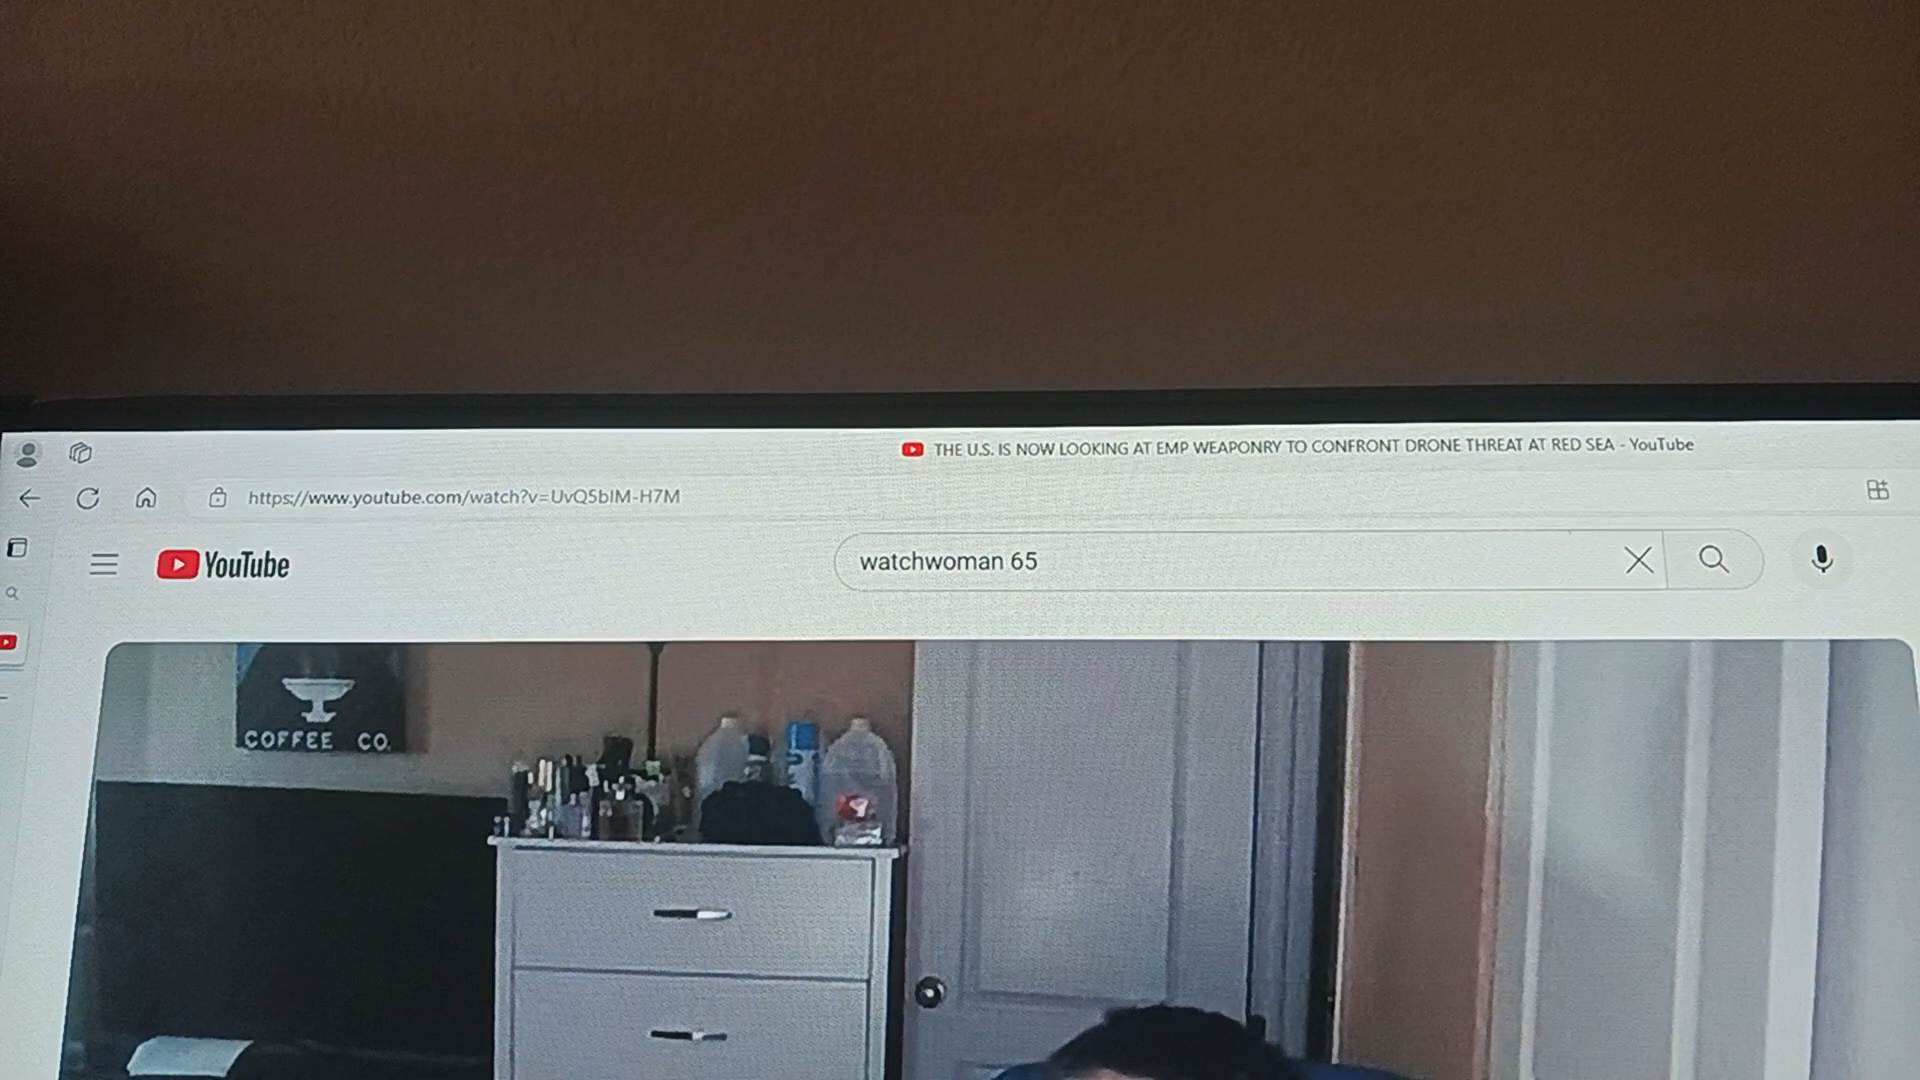 THE U.S. IS NOW LOOKING AT EMP WEAPONRY TO CONFRONT DRONE THREAT AT RED SEA - YouTube
https://www.youtube.com/watch?v=UvQ5bIM-H7M
YouTube
watchwoman 65
COFFEE CO.